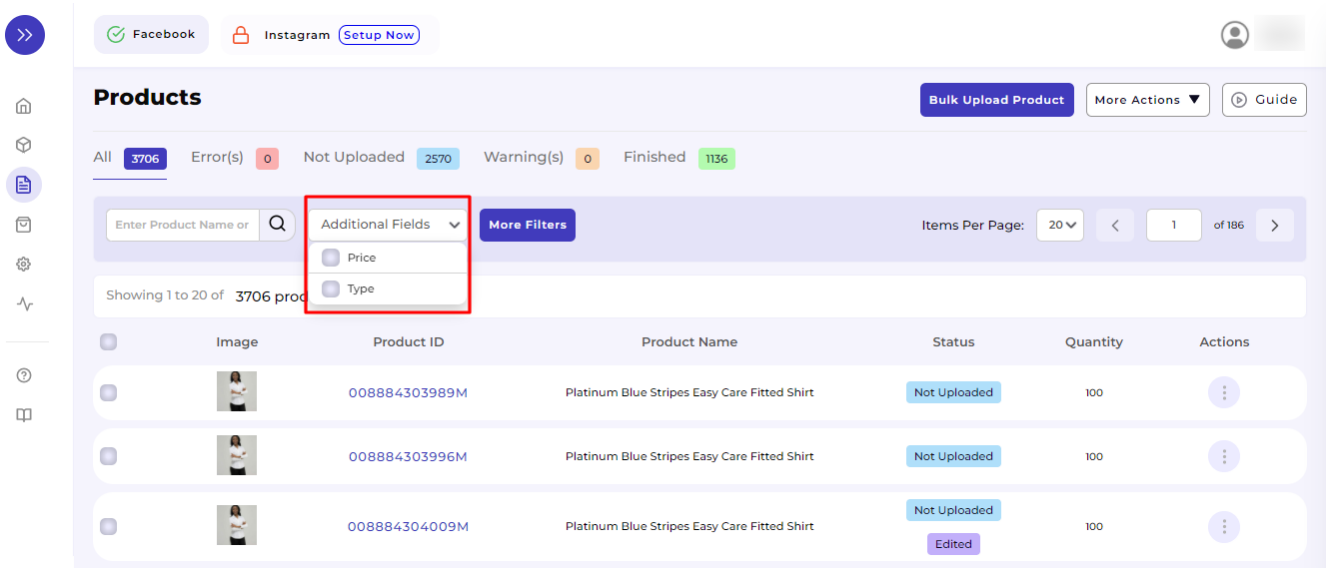 Facebook
Instagram Setup Now
Products
Bulk Upload Product
More Actions
Guide
All 3706 Error(s) 0 Not Uploaded 2570 Warning(s) 0 Finished 1136
Enter Product Name or
Additional Fields
More Filters
Items Per Page: 20 1 of 186
Price
Type
Showing 1 to 20 of 3706 prod
Image Product ID Product Name Status Quantity Actions
008884303989M Platinum Blue Stripes Easy Care Fitted Shirt Not Uploaded 100
008884303996M Platinum Blue Stripes Easy Care Fitted Shirt Not Uploaded 100
008884304009M Platinum Blue Stripes Easy Care Fitted Shirt Not Uploaded 100
Edited